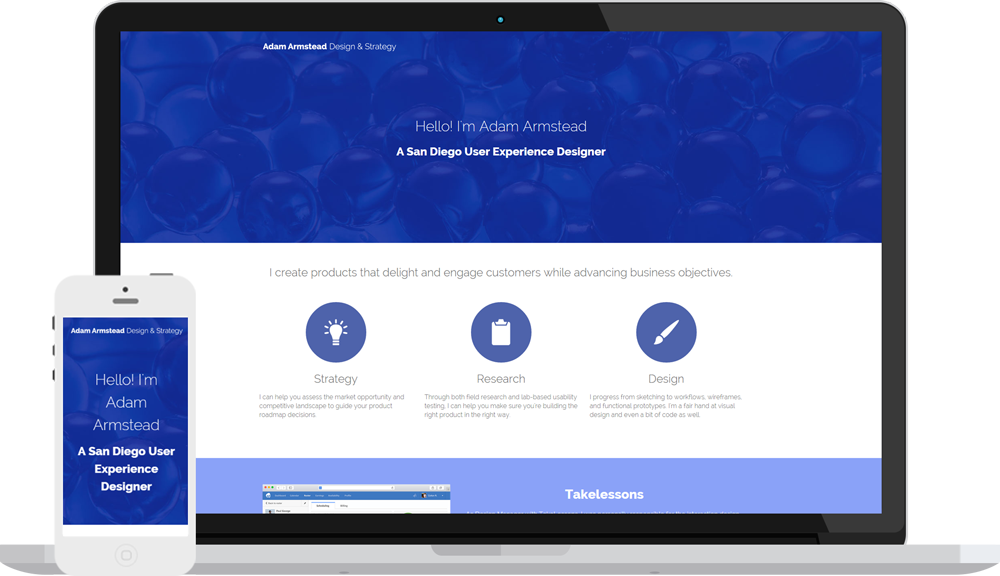 Adam Armstead Design & Strategy
Hello! I'm Adam Armstead
A San Diego User Experience Designer
I create products that delight and engage customers while advancing business objectives.
Strategy
I can help you assess the market opportunity and
competitive landscape to guide your product
roadmap decisions.
Research
Through both field research and lab-based usability
testing, I can help you make sure you're building the
right product in the right way.
Design
I progress from sketching to workflows, wireframes,
and functional prototypes. I'm a fair hand at visual
design and even a bit of code as well.
Takelessons
Scheduling
Adam Armstead Design & Strategy
Hello! I'm
Adam
Armstead
A San Diego User
Experience
Designer